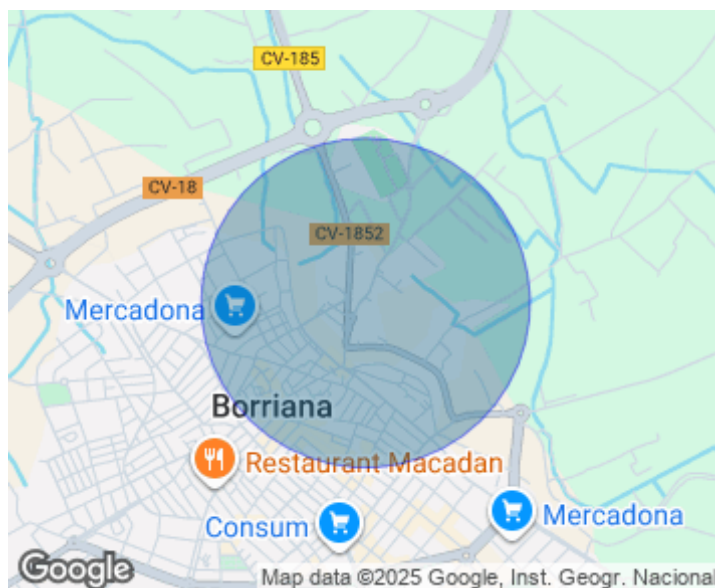 CV-185
CV-18
CV-1852
Mercadona
Borriana
Restaurant Macadan
Consum
Mercadona
Google
Map data ©2025 Google, Inst. Geogr. Nacional